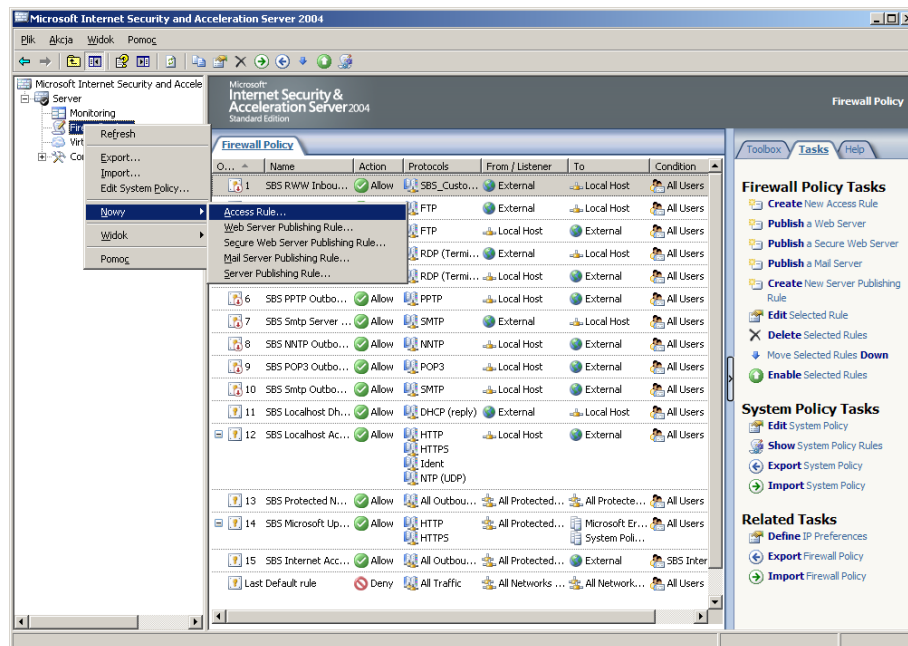 Microsoft Internet Security and Acceleration Server 2004
Plik Akcja Widok Pomoc
Microsoft Internet Security and Accele
Server
Monitoring
Refresh
Export...
Import...
Edit System Policy...
Nowy
Widok
Pomoc
Access Rule...
Web Server Publishing Rule...
Secure Web Server Publishing Rule...
Mail Server Publishing Rule...
Server Publishing Rule...
Microsoft
Internet Security &
Acceleration Server 2004
Standard Edition
Firewall Policy
Firewall Policy
O... Name Action Protocols From / Listener To Condition
1 SBS RWW Inbou... Allow SBS_Custo... External Local Host All Users
FTP External Local Host All Users
FTP Local Host External All Users
RDP (Termi... External Local Host All Users
RDP (Termi... Local Host External All Users
6 SBS PPTP Outbo... Allow PPTP Local Host External All Users
7 SBS Smtp Server ... Allow SMTP External Local Host All Users
8 SBS NNTP Outbo... Allow NNTP Local Host External All Users
9 SBS POP3 Outbo... Allow POP3 Local Host External All Users
10 SBS Smtp Outbo... Allow SMTP Local Host External All Users
11 SBS Localhost Dh... Allow DHCP (reply) External Local Host All Users
12 SBS Localhost Ac... Allow HTTP Local Host External All Users
HTTPS
Ident
NTP (UDP)
13 SBS Protected N... Allow All Outbou... All Protected... All Protecte... All Users
14 SBS Microsoft Up... Allow HTTP All Protected... Microsoft Er... All Users
HTTPS System Poli...
15 SBS Internet Acc... Allow All Outbou... All Protected... External SBS Inter
Last Default rule Deny All Traffic All Networks ... All Network... All Users
Toolbox Tasks Help
Firewall Policy Tasks
Create New Access Rule
Publish a Web Server
Publish a Secure Web Server
Publish a Mail Server
Create New Server Publishing
Rule
Edit Selected Rule
Delete Selected Rules
Move Selected Rules Down
Enable Selected Rules
System Policy Tasks
Edit System Policy
Show System Policy Rules
Export System Policy
Import System Policy
Related Tasks
Define IP Preferences
Export Firewall Policy
Import Firewall Policy